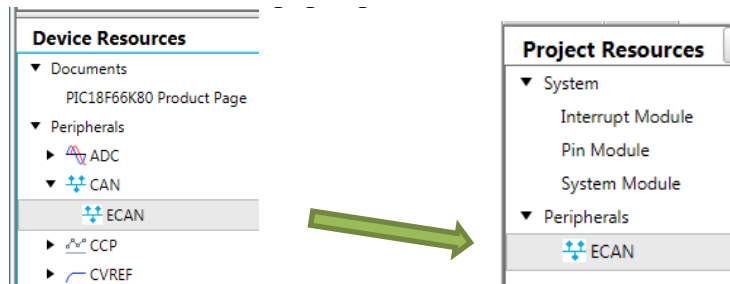 Device Resources
Documents
PIC18F66K80 Product Page
Peripherals
ADC
CAN
ECAN
CCP
CVREF
Project Resources
System
Interrupt Module
Pin Module
System Module
Peripherals
ECAN